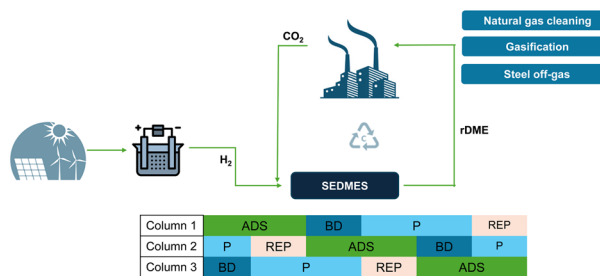 Natural gas cleaning
CO2
Gasification
Steel off-gas
+ −
rDME
C
H2
SEDMES
Column 1 ADS BD P REP
Column 2 P REP ADS BD P
Column 3 BD P REP ADS